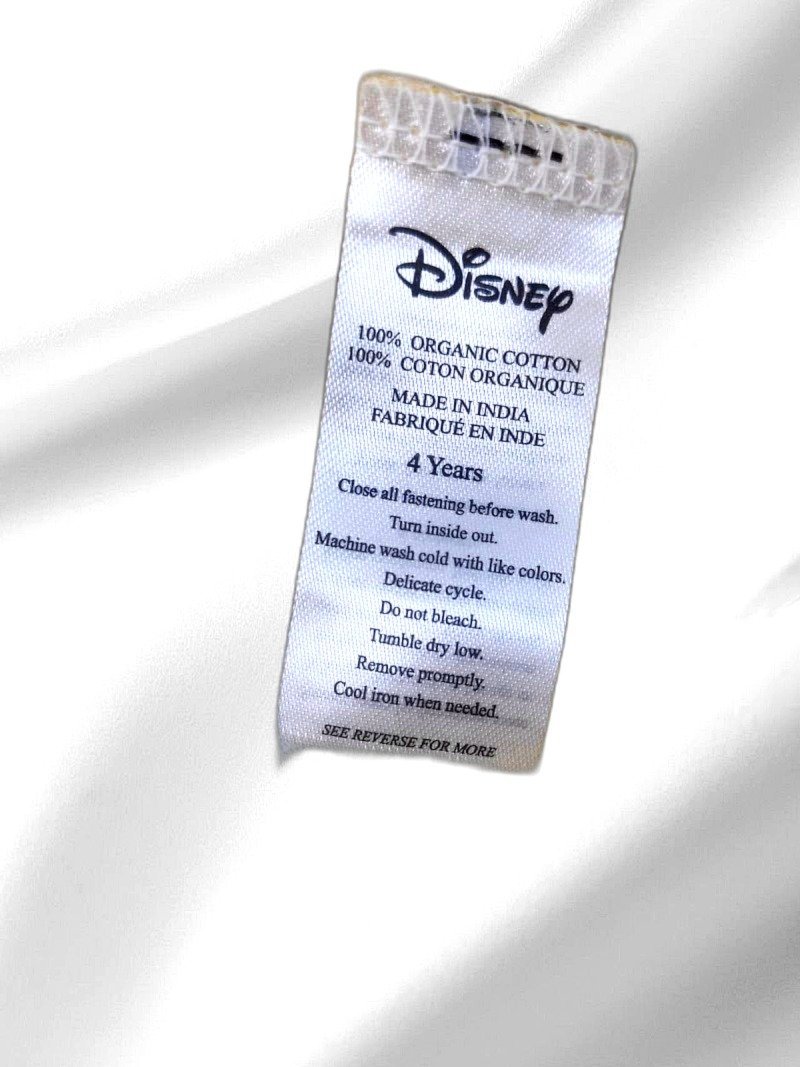 Disney
100% ORGANIC COTTON
100% COTON ORGANIQUE
MADE IN INDIA
FABRIQUÉ EN INDE
4 Years
Close all fastening before wash.
Turn inside out.
Machine wash cold with like colors.
Delicate cycle.
Do not bleach.
Tumble dry low.
Remove promptly.
Cool iron when needed.
SEE REVERSE FOR MORE